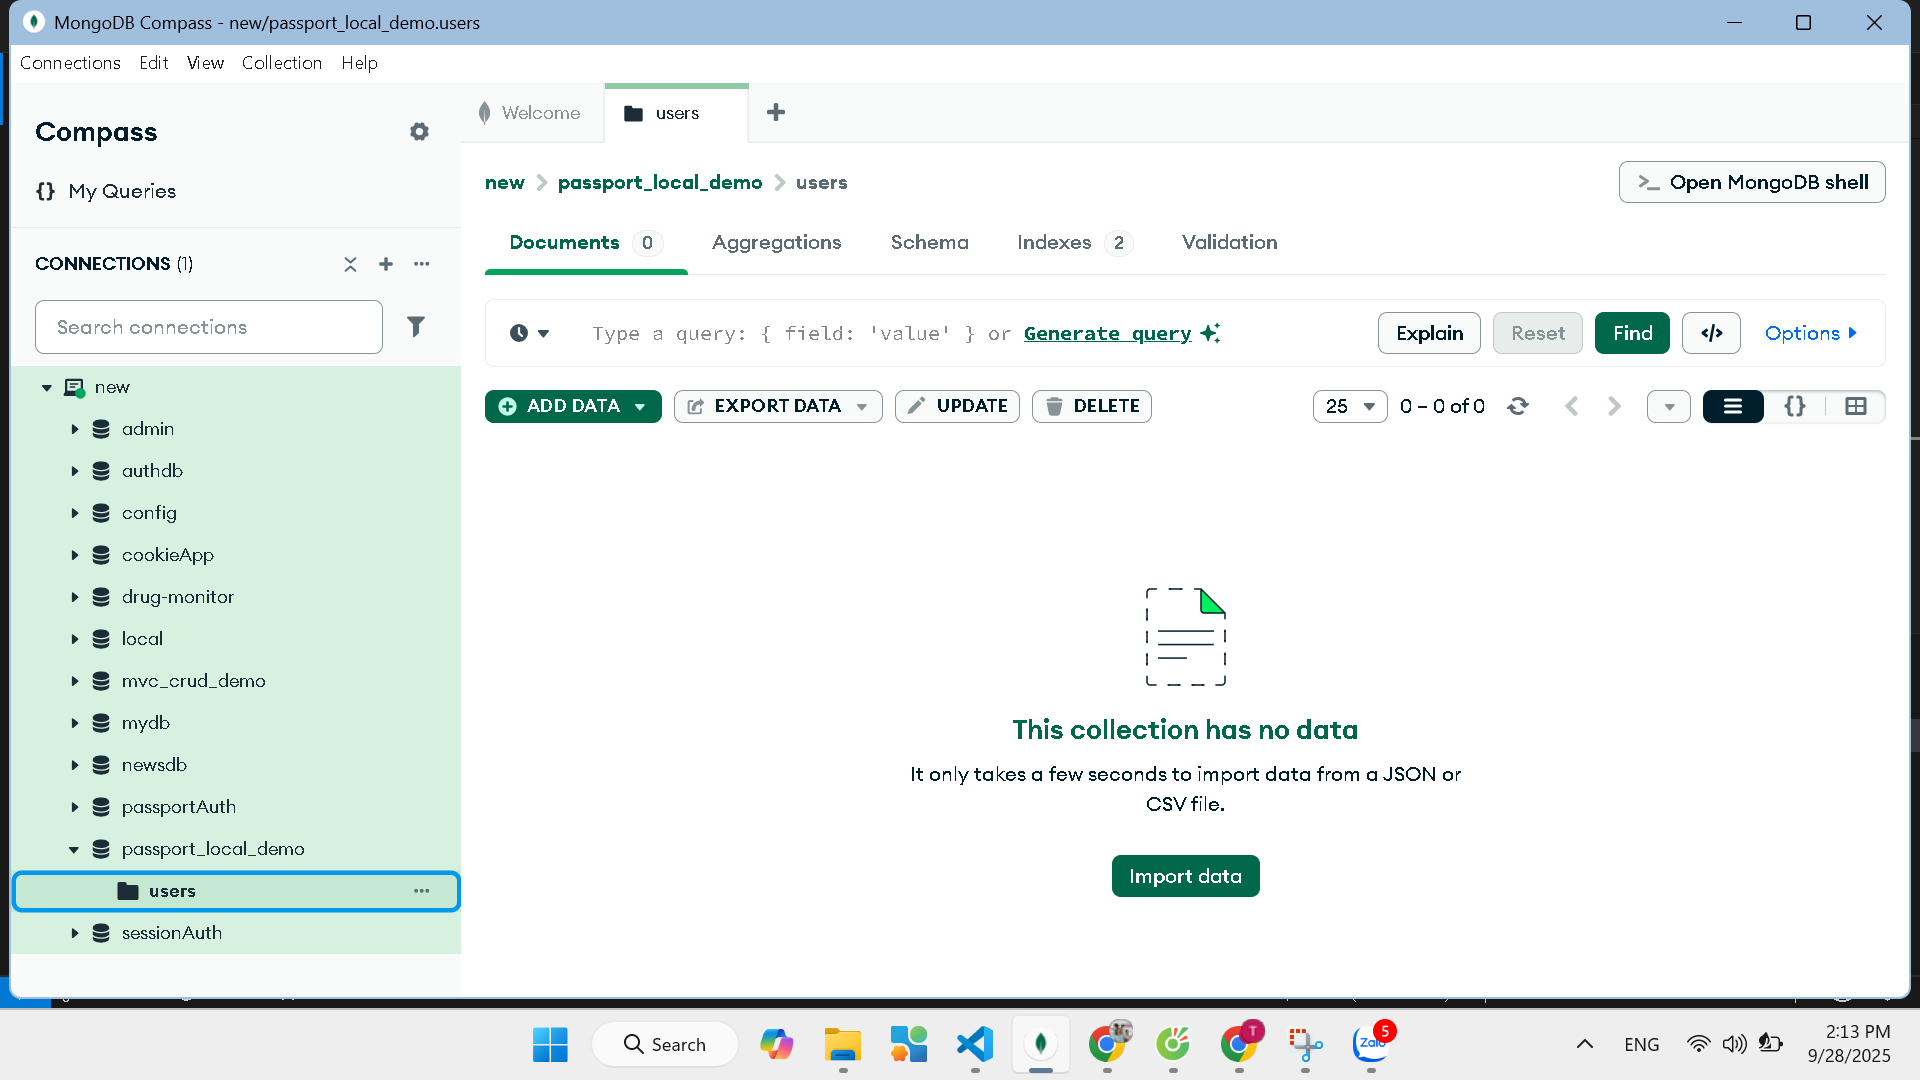 MongoDB Compass - new/passport_local_demo.users
Connections Edit View Collection Help
Compass
{} My Queries
CONNECTIONS (1)
Search connections
new
admin
authdb
config
cookieApp
drug-monitor
local
mvc_crud_demo
mydb
newsdb
passportAuth
passport_local_demo
users
sessionAuth
Welcome users
new > passport_local_demo > users
>_ Open MongoDB shell
Documents 0 Aggregations Schema Indexes 2 Validation
Type a query: { field: 'value' } or Generate query
Explain Reset Find </> Options
ADD DATA EXPORT DATA UPDATE DELETE
25 0 – 0 of 0 {}
This collection has no data
It only takes a few seconds to import data from a JSON or
CSV file.
Import data
Search
T
Zalo 5
ENG
2:13 PM
9/28/2025